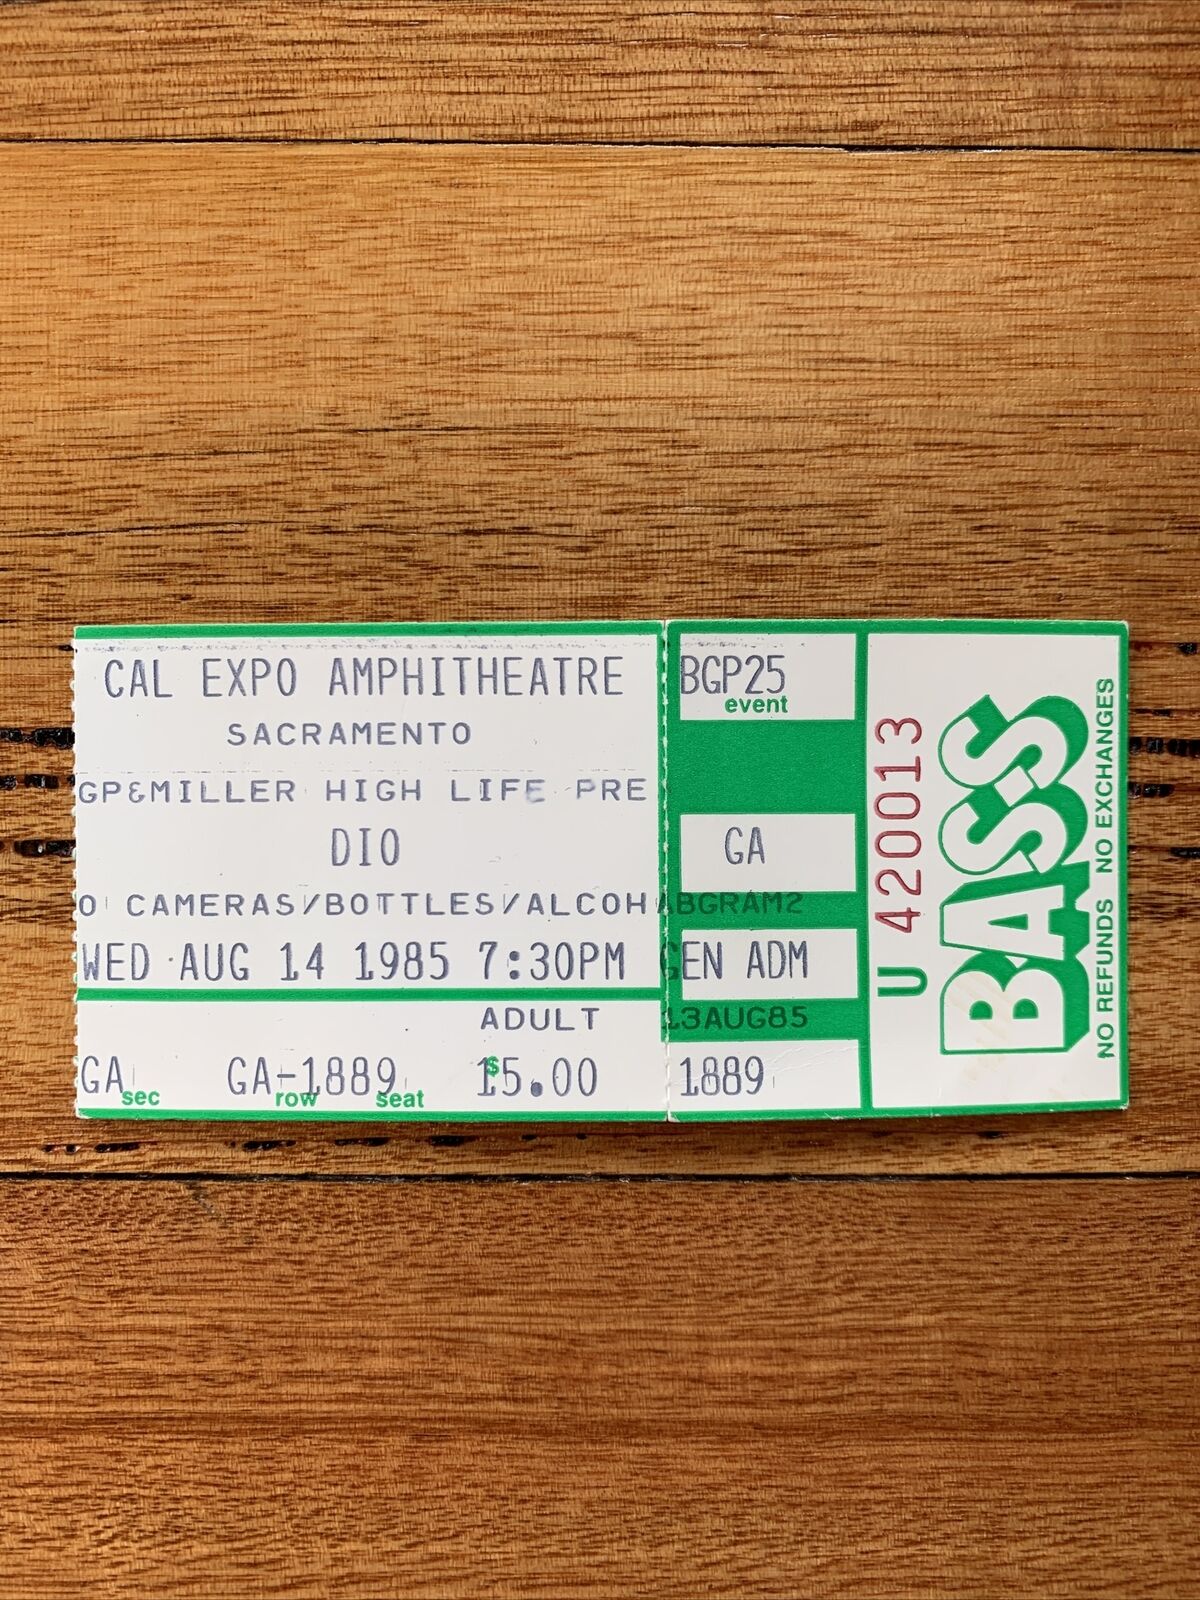 CAL EXPO AMPHITHEATRE
SACRAMENTO
GP&MILLER HIGH LIFE PRE
DIO
O CAMERAS/BOTTLES/ALCOH
WED AUG 14 1985 7:30PM
ADULT
GA GA-1889 $15.00
sec row seat
BGP25
event
GA
ABGRAM2
GEN ADM
13AUG85
1889
U 420013
BASS
NO REFUNDS NO EXCHANGES